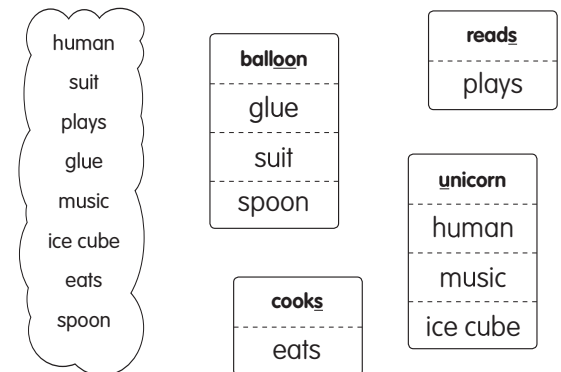 human
suit
plays
glue
music
ice cube
eats
spoon
balloon
glue
suit
spoon
reads
plays
unicorn
human
music
ice cube
cooks
eats